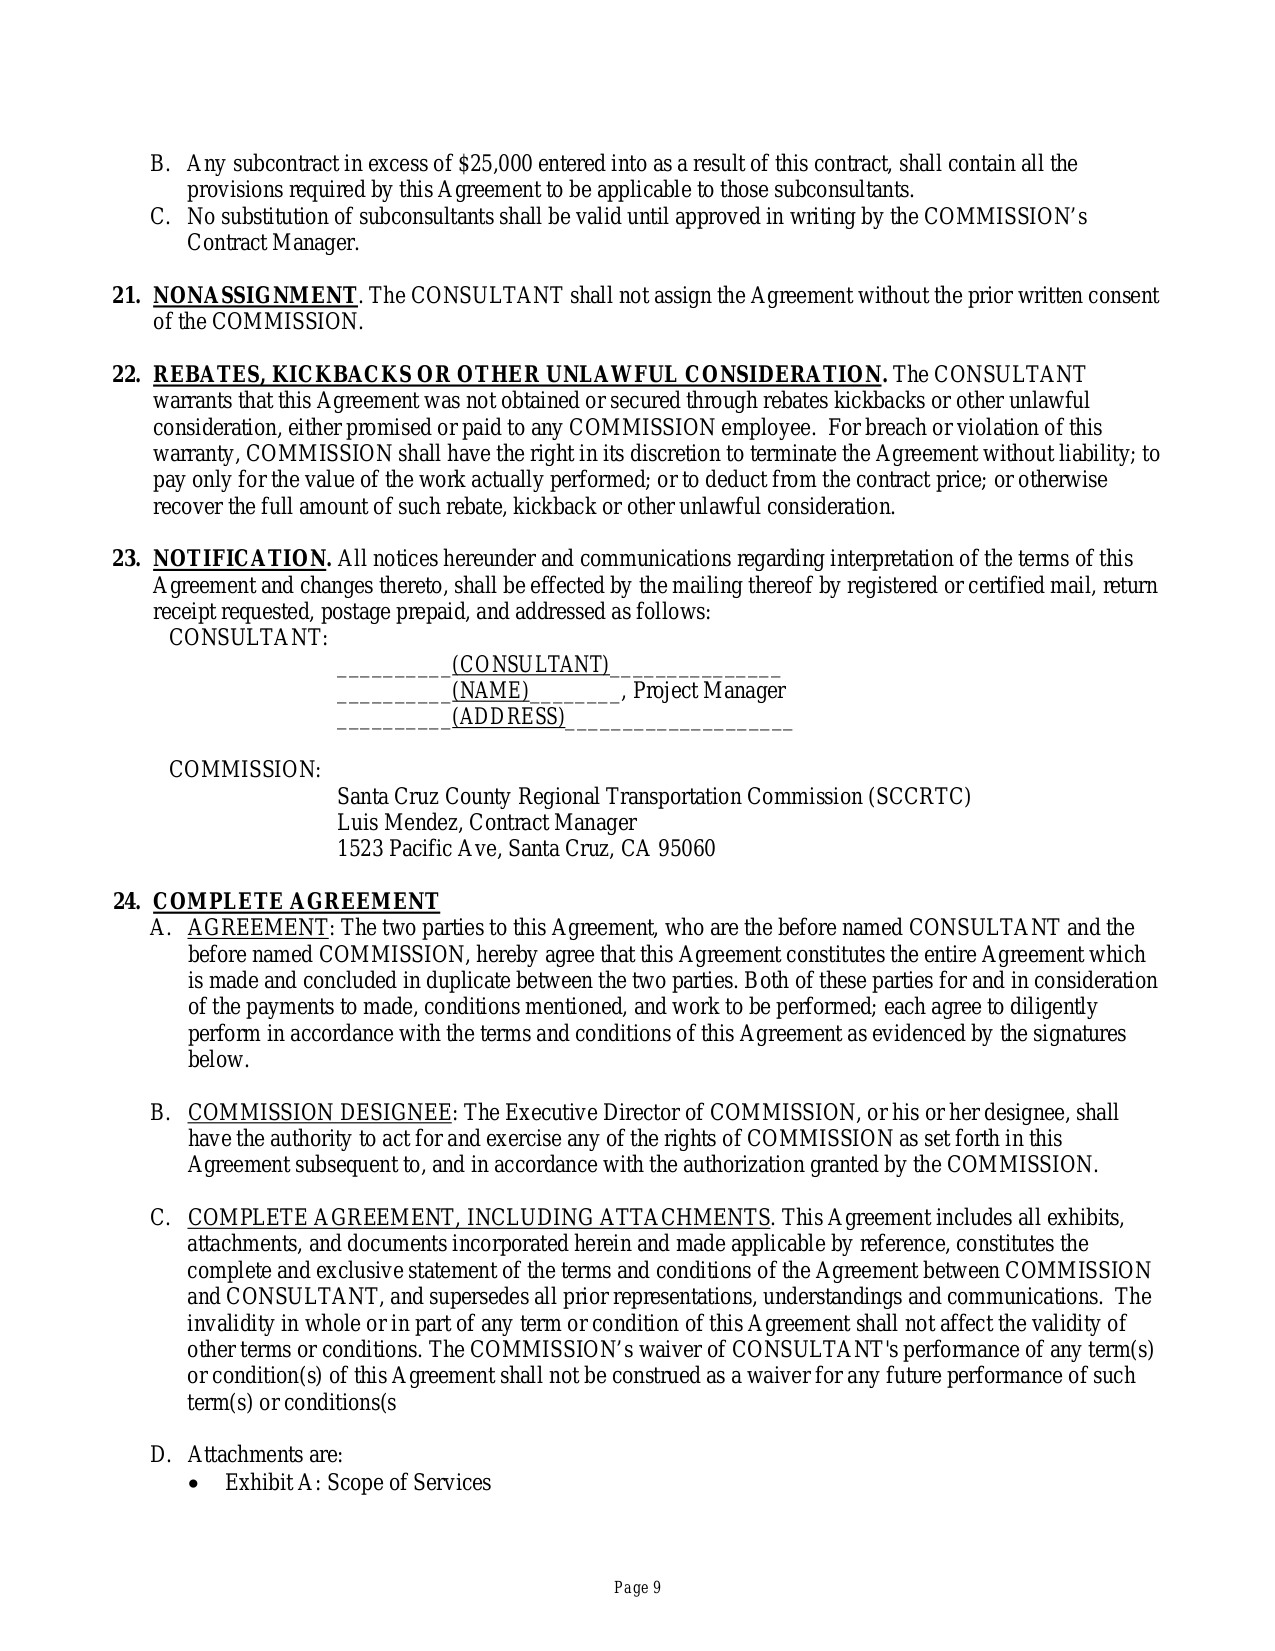 B. Any subcontract in excess of $25,000 entered into as a result of this contract, shall contain all the
provisions required by this Agreement to be applicable to those subconsultants.
C. No substitution of subconsultants shall be valid until approved in writing by the COMMISSION’s
Contract Manager.
21. NONASSIGNMENT. The CONSULTANT shall not assign the Agreement without the prior written consent
of the COMMISSION.
22. REBATES, KICKBACKS OR OTHER UNLAWFUL CONSIDERATION. The CONSULTANT
warrants that this Agreement was not obtained or secured through rebates kickbacks or other unlawful
consideration, either promised or paid to any COMMISSION employee. For breach or violation of this
warranty, COMMISSION shall have the right in its discretion to terminate the Agreement without liability; to
pay only for the value of the work actually performed; or to deduct from the contract price; or otherwise
recover the full amount of such rebate, kickback or other unlawful consideration.
23. NOTIFICATION. All notices hereunder and communications regarding interpretation of the terms of this
Agreement and changes thereto, shall be effected by the mailing thereof by registered or certified mail, return
receipt requested, postage prepaid, and addressed as follows:
CONSULTANT:
__________(CONSULTANT)_______________
__________(NAME)________, Project Manager
__________(ADDRESS)____________________
COMMISSION:
Santa Cruz County Regional Transportation Commission (SCCRTC)
Luis Mendez, Contract Manager
1523 Pacific Ave, Santa Cruz, CA 95060
24. COMPLETE AGREEMENT
A. AGREEMENT: The two parties to this Agreement, who are the before named CONSULTANT and the
before named COMMISSION, hereby agree that this Agreement constitutes the entire Agreement which
is made and concluded in duplicate between the two parties. Both of these parties for and in consideration
of the payments to made, conditions mentioned, and work to be performed; each agree to diligently
perform in accordance with the terms and conditions of this Agreement as evidenced by the signatures
below.
B. COMMISSION DESIGNEE: The Executive Director of COMMISSION, or his or her designee, shall
have the authority to act for and exercise any of the rights of COMMISSION as set forth in this
Agreement subsequent to, and in accordance with the authorization granted by the COMMISSION.
C. COMPLETE AGREEMENT, INCLUDING ATTACHMENTS. This Agreement includes all exhibits,
attachments, and documents incorporated herein and made applicable by reference, constitutes the
complete and exclusive statement of the terms and conditions of the Agreement between COMMISSION
and CONSULTANT, and supersedes all prior representations, understandings and communications. The
invalidity in whole or in part of any term or condition of this Agreement shall not affect the validity of
other terms or conditions. The COMMISSION’s waiver of CONSULTANT's performance of any term(s)
or condition(s) of this Agreement shall not be construed as a waiver for any future performance of such
term(s) or conditions(s
D. Attachments are:
• Exhibit A: Scope of Services
Page 9